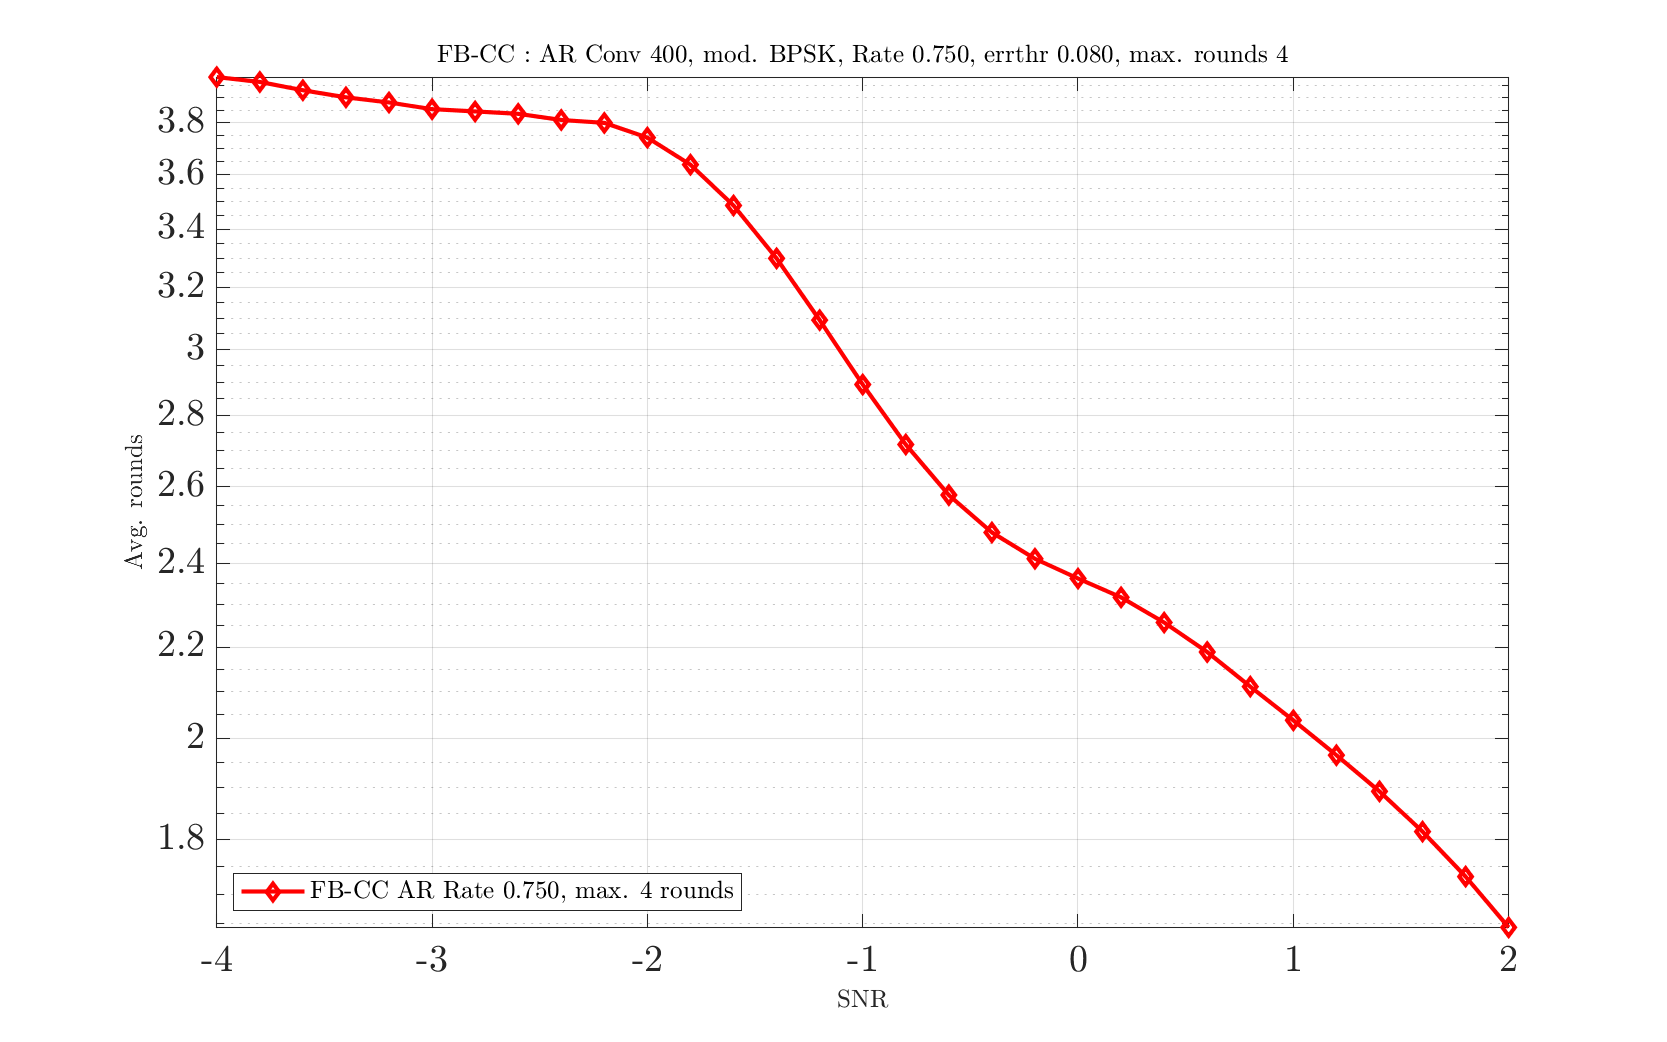 FB-CC : AR Conv 400, mod. BPSK, Rate 0.750, errthr 0.080, max. rounds 4
3.8
3.6
3.4
3.2
3
2.8
2.6
2.4
2.2
2
1.8
Avg. rounds
FB-CC AR Rate 0.750, max. 4 rounds
-4 -3 -2 -1 0 1 2
SNR